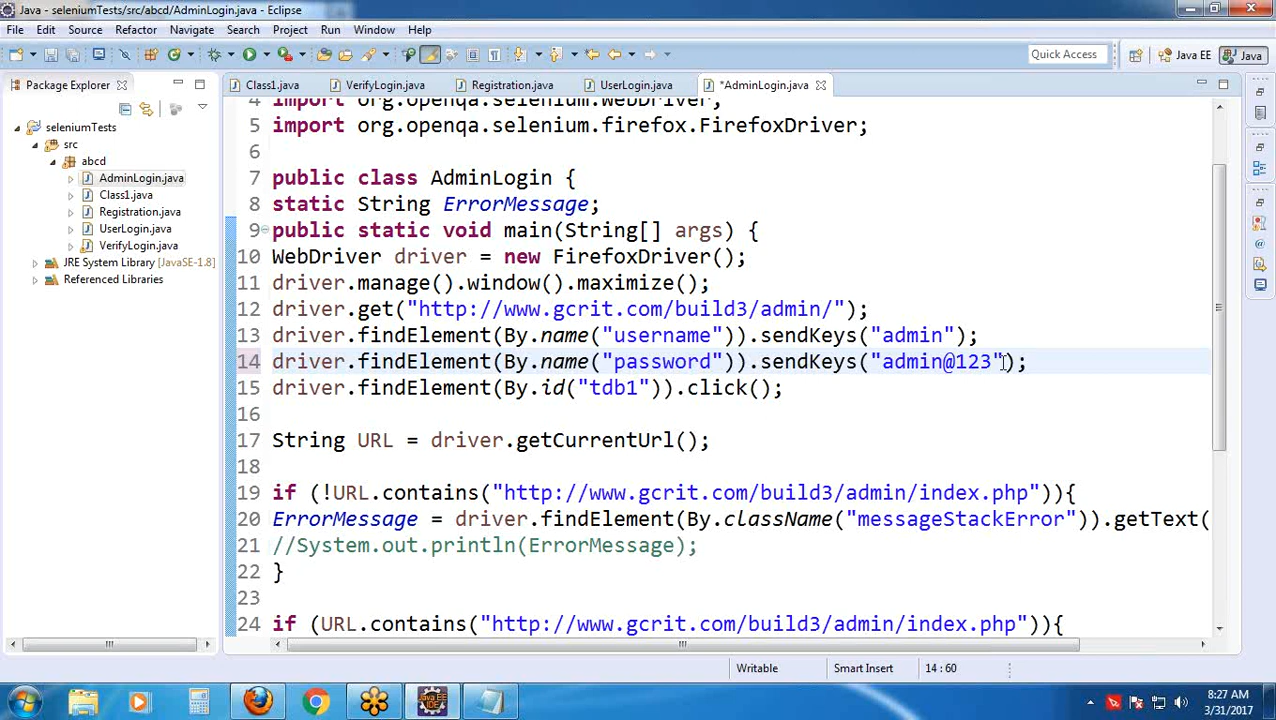 Java - seleniumTests/src/abcd/AdminLogin.java - Eclipse
File Edit Source Refactor Navigate Search Project Run Window Help
Quick Access Java EE Java
Package Explorer
Class1.java VerifyLogin.java Registration.java UserLogin.java *AdminLogin.java
seleniumTests
src
abcd
AdminLogin.java
Class1.java
Registration.java
UserLogin.java
VerifyLogin.java
JRE System Library [JavaSE-1.8]
Referenced Libraries
4 import org.openqa.selenium.WebDriver;
5 import org.openqa.selenium.firefox.FirefoxDriver;
6
7 public class AdminLogin {
8 static String ErrorMessage;
9 public static void main(String[] args) {
10 WebDriver driver = new FirefoxDriver();
11 driver.manage().window().maximize();
12 driver.get("http://www.gcrit.com/build3/admin/");
13 driver.findElement(By.name("username")).sendKeys("admin");
14 driver.findElement(By.name("password")).sendKeys("admin@123");
15 driver.findElement(By.id("tdb1")).click();
16
17 String URL = driver.getCurrentUrl();
18
19 if (!URL.contains("http://www.gcrit.com/build3/admin/index.php")){
20 ErrorMessage = driver.findElement(By.className("messageStackError")).getText(
21 //System.out.println(ErrorMessage);
22 }
23
24 if (URL.contains("http://www.gcrit.com/build3/admin/index.php")){
Writable Smart Insert 14 : 60
Java EE
IDE
8:27 AM
3/31/2017